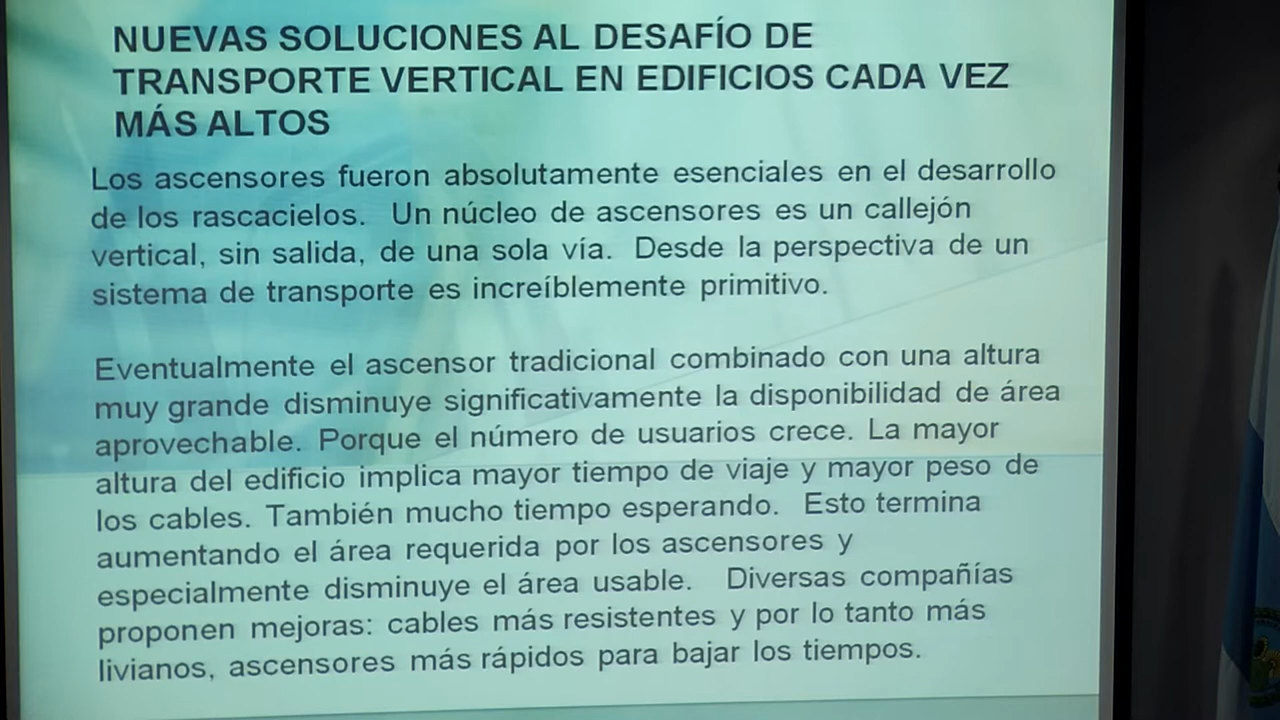 NUEVAS SOLUCIONES AL DESAFÍO DE
TRANSPORTE VERTICAL EN EDIFICIOS CADA VEZ
MÁS ALTOS
Los ascensores fueron absolutamente esenciales en el desarrollo
de los rascacielos. Un núcleo de ascensores es un callejón
vertical, sin salida, de una sola vía. Desde la perspectiva de un
sistema de transporte es increíblemente primitivo.
Eventualmente el ascensor tradicional combinado con una altura
muy grande disminuye significativamente la disponibilidad de área
aprovechable. Porque el número de usuarios crece. La mayor
altura del edificio implica mayor tiempo de viaje y mayor peso de
los cables. También mucho tiempo esperando. Esto termina
aumentando el área requerida por los ascensores y
especialmente disminuye el área usable. Diversas compañías
proponen mejoras: cables más resistentes y por lo tanto más
livianos, ascensores más rápidos para bajar los tiempos.